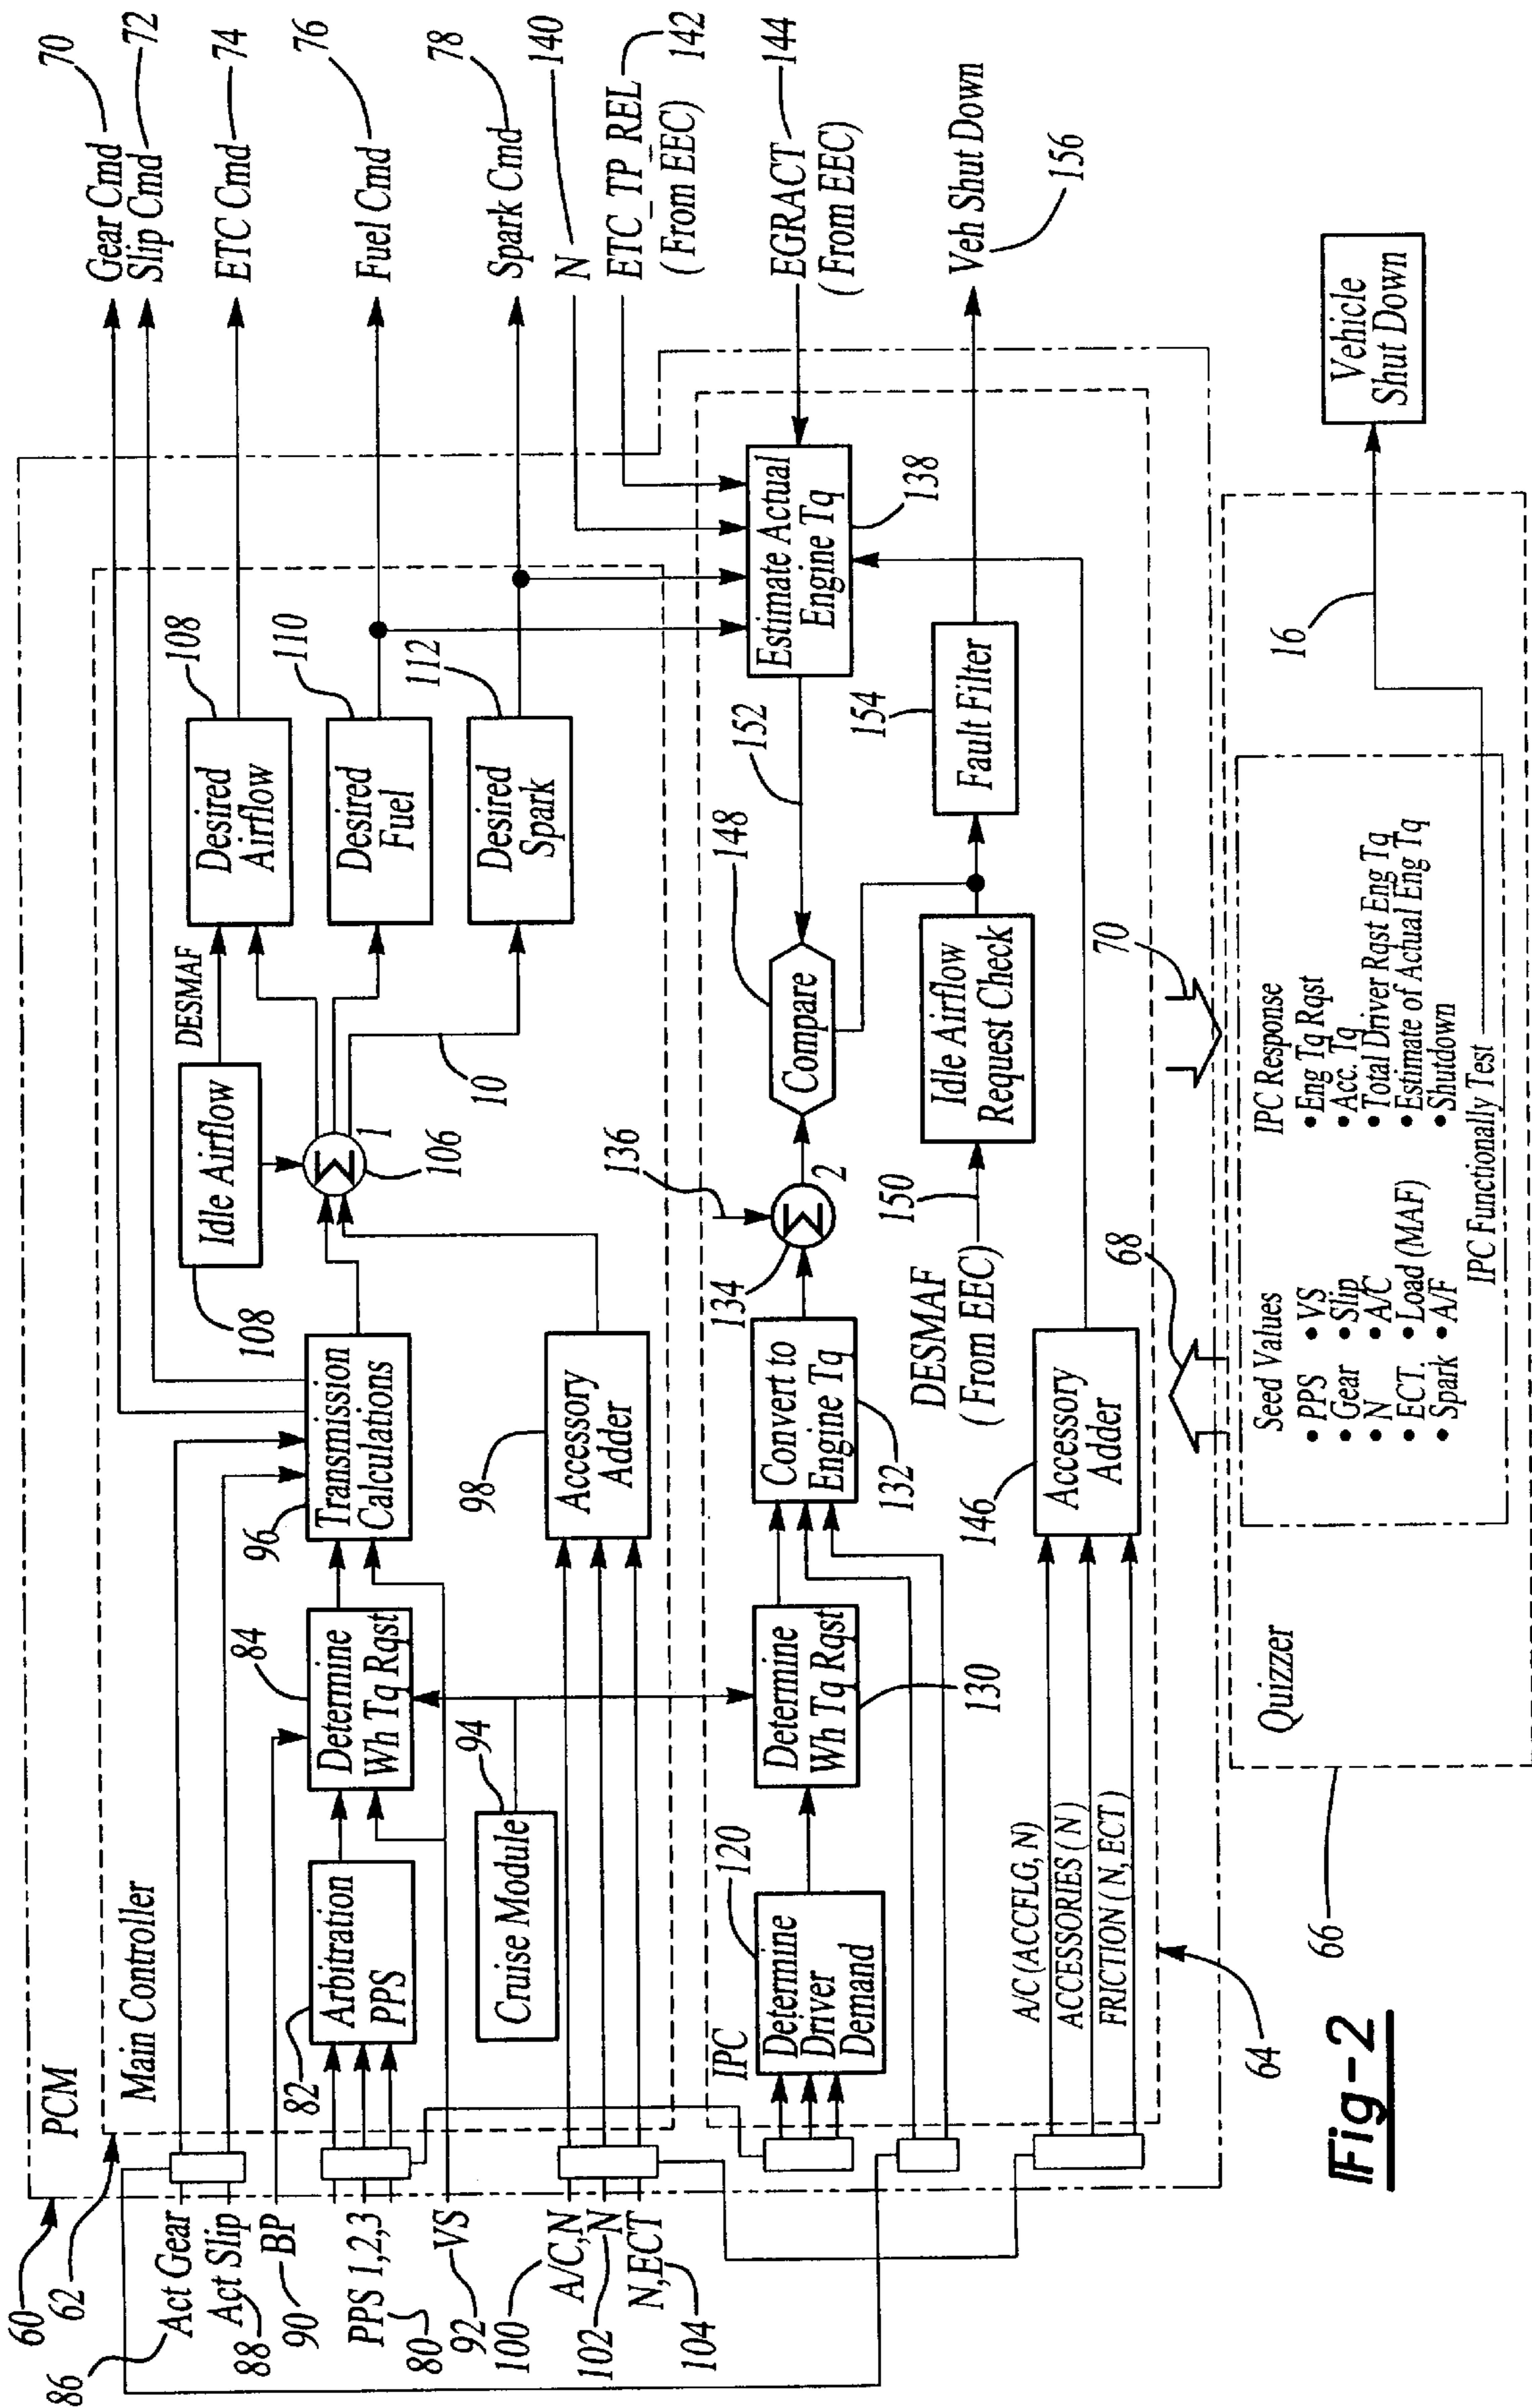 PCM
60
Main Controller
62
Act Gear
86
Act Slip
88
BP
90
PPS 1,2,3
80
VS
92
A/C,N
100
N
102
N,ECT
104
82
Arbitration
PPS
84
Determine
Wh Tq Rqst
Cruise Module
94
96
Transmission
Calculations
98
Accessory
Adder
108
Idle Airflow
DESMAF
Σ
1
106
10
Desired
Airflow
108
Desired
Fuel
110
Desired
Spark
112
Gear Cmd
70
Slip Cmd
72
ETC Cmd
74
Fuel Cmd
76
Spark Cmd
78
N
140
ETC_TP_REL
(From EEC)
142
EGRACT
(From EEC)
144
Veh Shut Down
156
IPC
120
Determine
Driver
Demand
Determine
Wh Tq Rqst
130
Convert to
Engine Tq
132
136
134
Σ
2
Compare
148
152
Estimate Actual
Engine Tq
138
DESMAF
(From EEC)
150
Idle Airflow
Request Check
Fault Filter
154
A/C (ACCFLG, N)
ACCESSORIES (N)
FRICTION (N, ECT)
146
Accessory
Adder
64
68
70
Quizzer
66
Seed Values
• PPS • VS
• Gear • Slip
• N • A/C
• ECT. • Load (MAF)
• Spark • A/F
IPC Response
• Eng Tq Rqst
• Acc. Tq
• Total Driver Rqst Eng Tq
• Estimate of Actual Eng Tq
• Shutdown
IPC Functionally Test
16
Vehicle
Shut Down
Fig-2